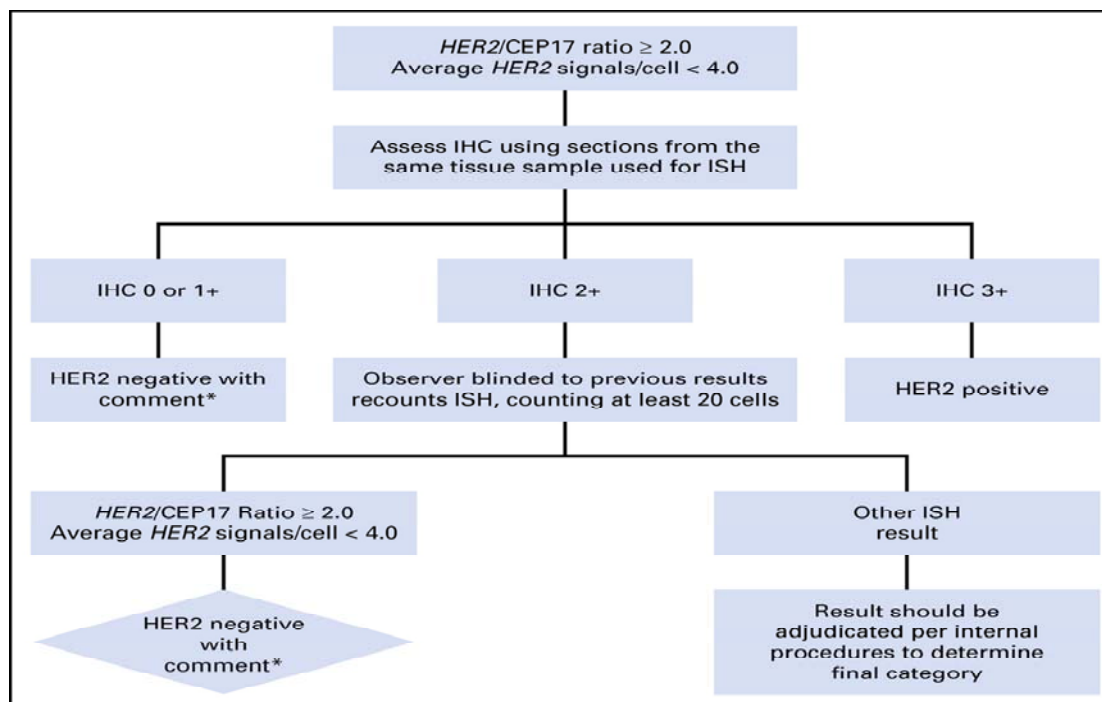 HER2/CEP17 ratio ≥ 2.0
Average HER2 signals/cell < 4.0
Assess IHC using sections from the
same tissue sample used for ISH
IHC 0 or 1+
IHC 2+
IHC 3+
HER2 negative with
comment*
Observer blinded to previous results
recounts ISH, counting at least 20 cells
HER2 positive
HER2/CEP17 Ratio ≥ 2.0
Average HER2 signals/cell < 4.0
Other ISH
result
HER2 negative
with
comment*
Result should be
adjudicated per internal
procedures to determine
final category